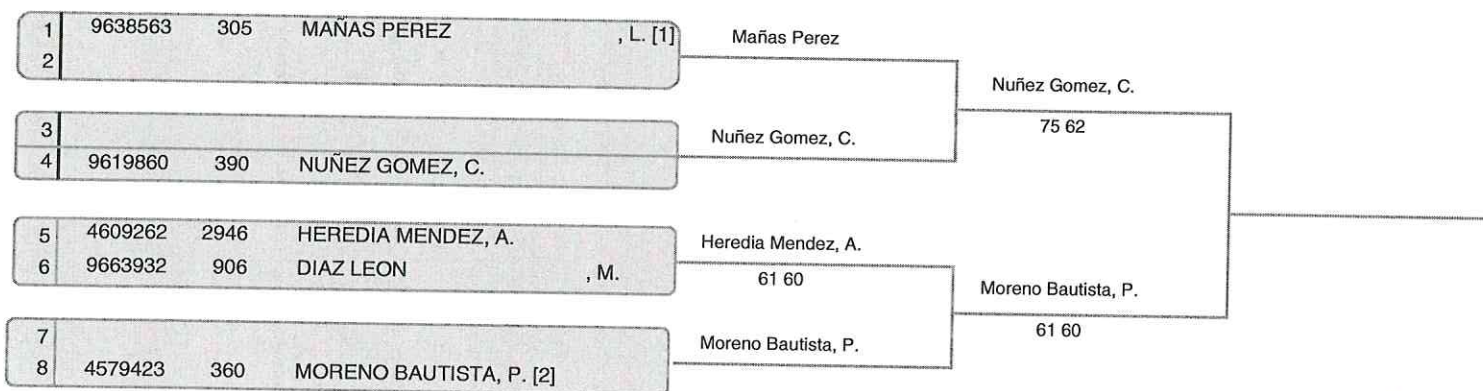 1 9638563 305 MAÑAS PEREZ , L. [1]
2
Mañas Perez
Nuñez Gomez, C.
75 62
3
4 9619860 390 NUÑEZ GOMEZ, C.
Nuñez Gomez, C.
5 4609262 2946 HEREDIA MENDEZ, A.
6 9663932 906 DIAZ LEON , M.
Heredia Mendez, A.
61 60
Moreno Bautista, P.
61 60
7
8 4579423 360 MORENO BAUTISTA, P. [2]
Moreno Bautista, P.